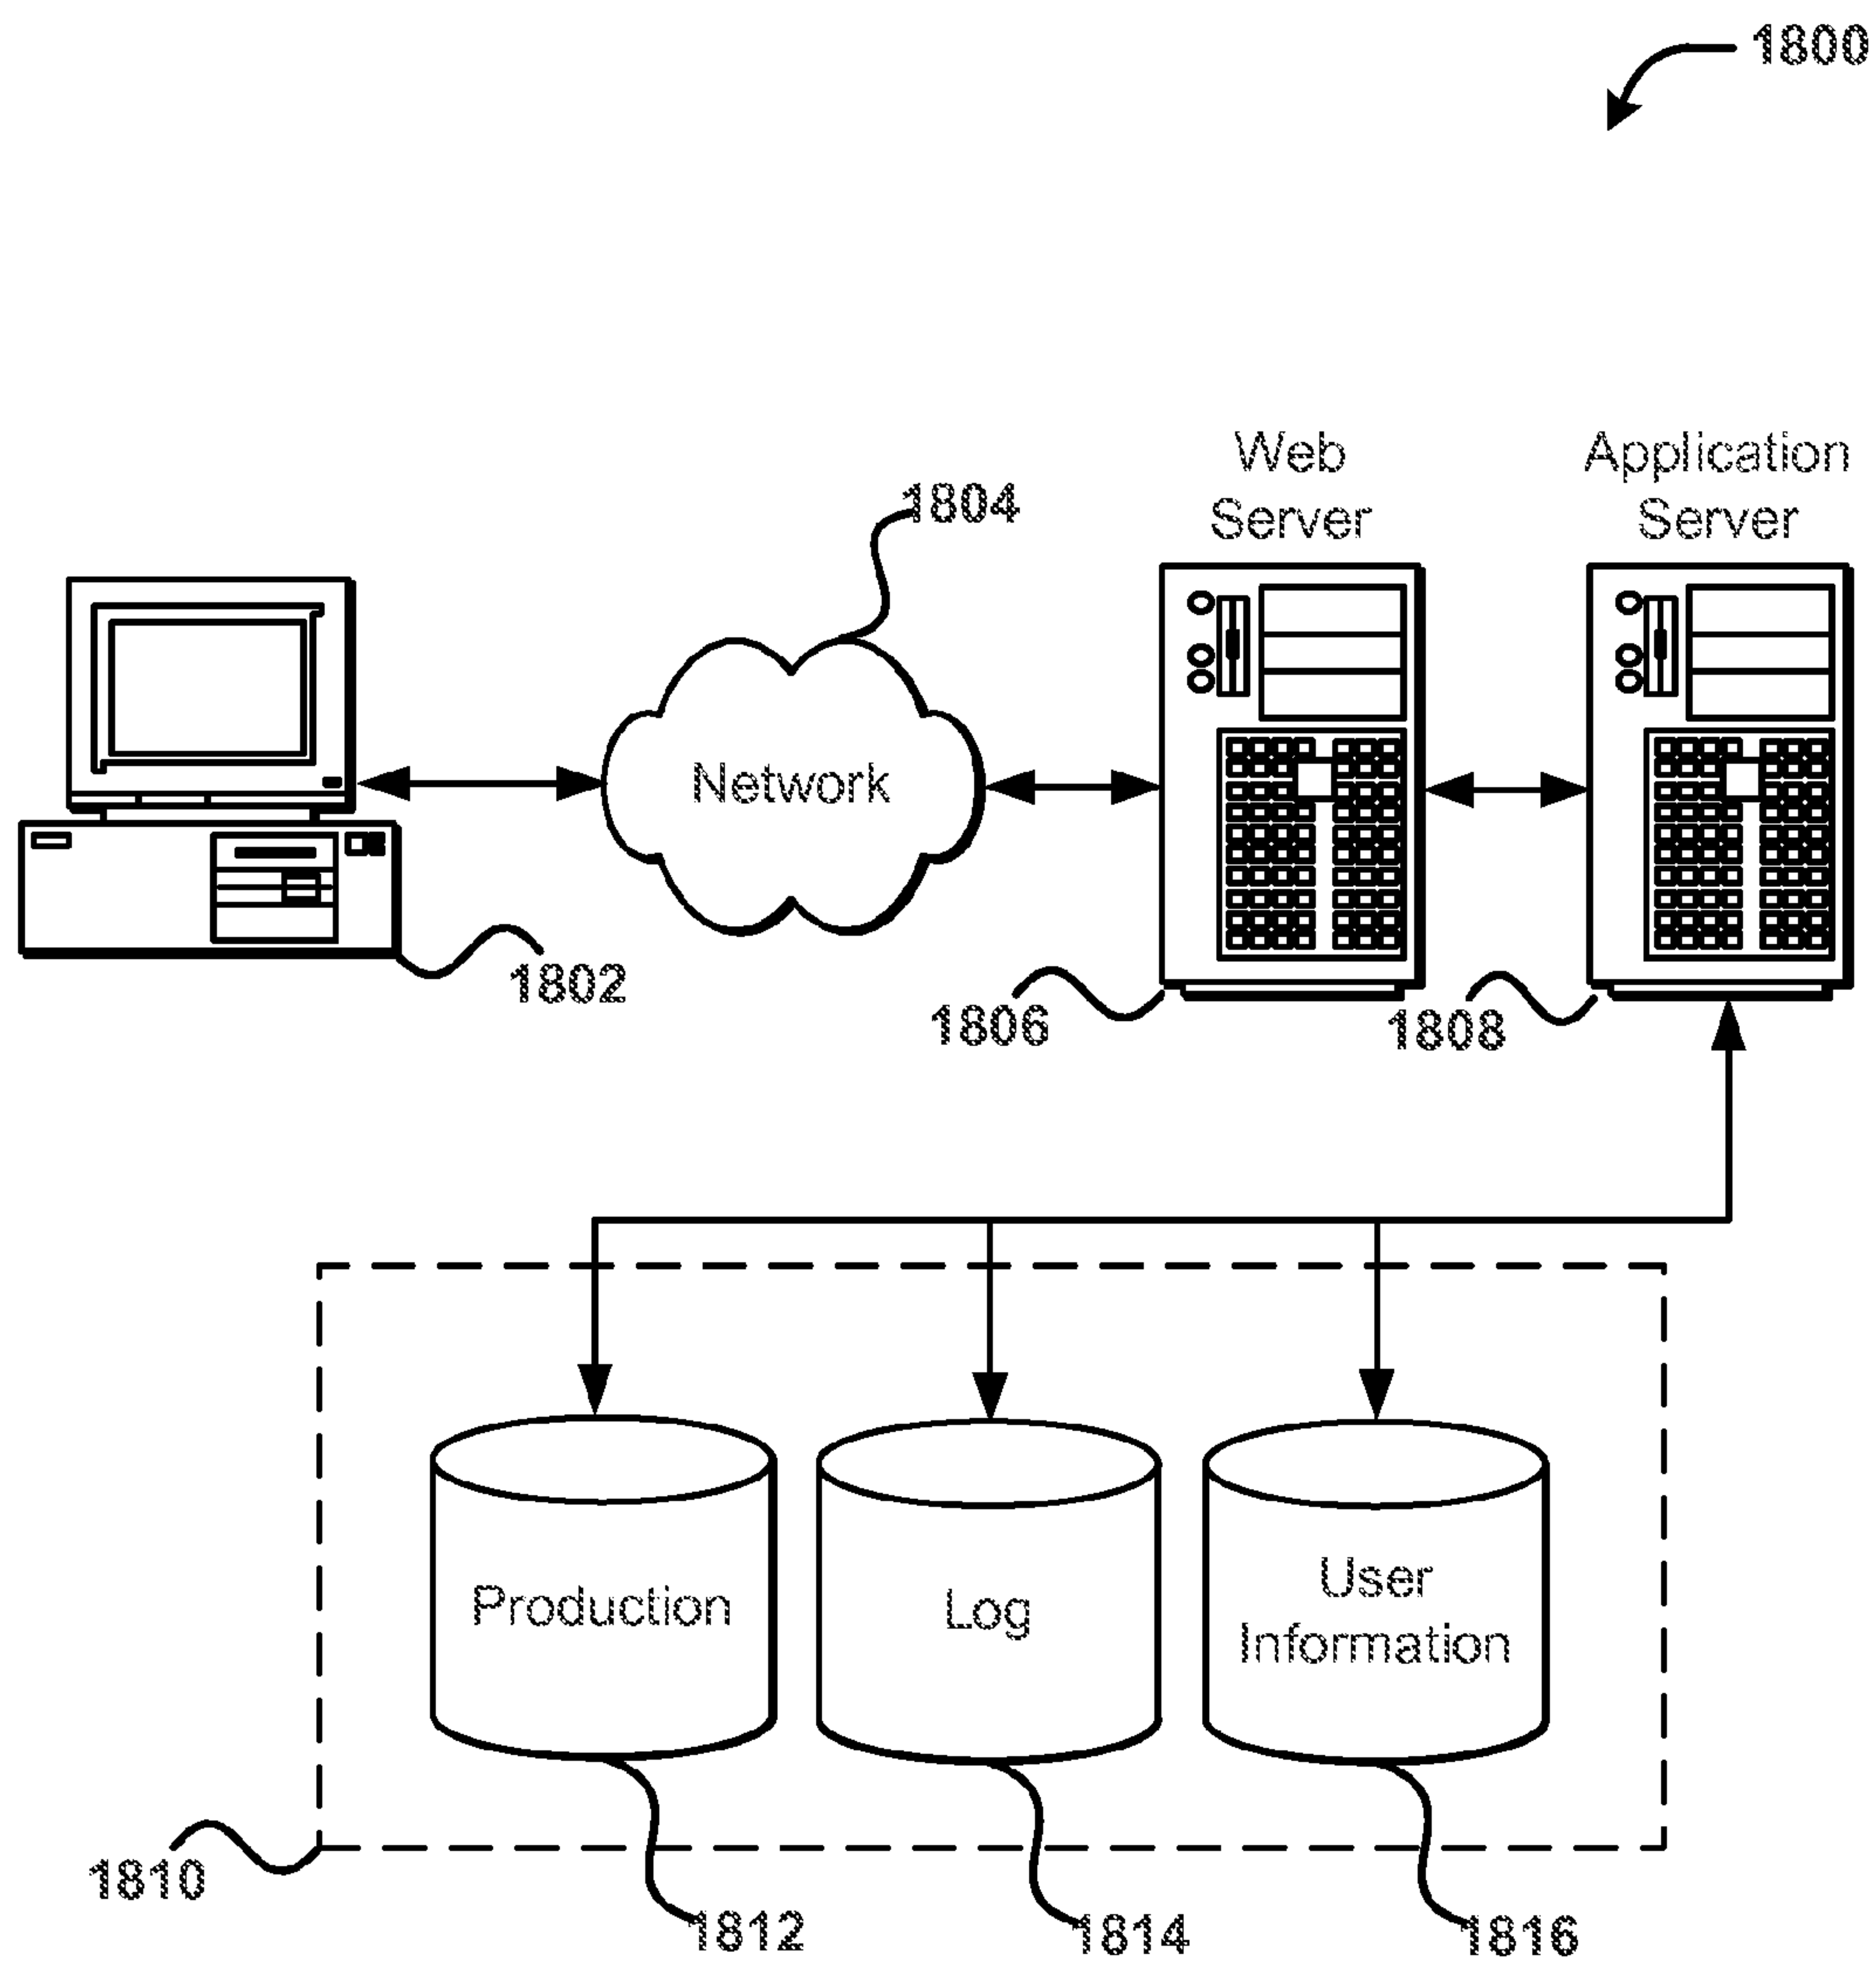 1800
Web
Server
Application
Server
1804
Network
1802
1806
1808
Production
Log
User
Information
1810
1812
1814
1816